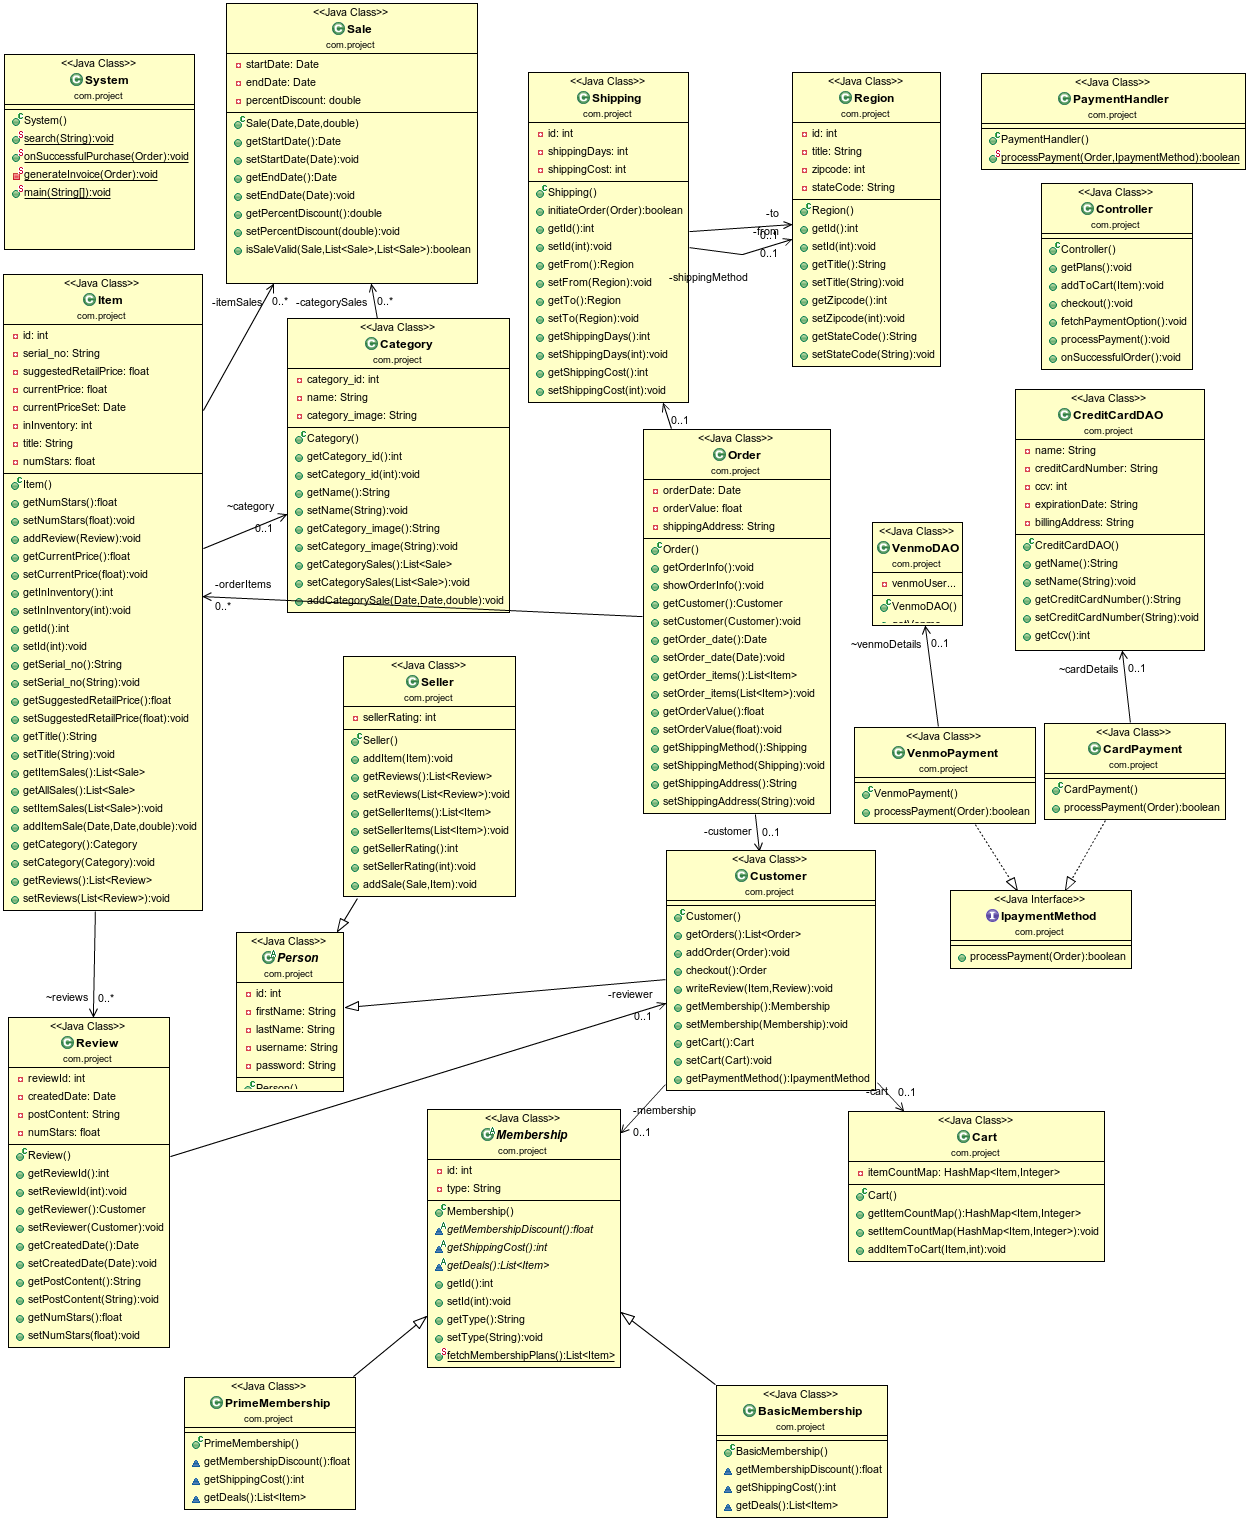 <<Java Class>>
System
com.project
System()
search(String):void
onSuccessfulPurchase(Order):void
generateInvoice(Order):void
main(String[]):void
<<Java Class>>
Sale
com.project
startDate: Date
endDate: Date
percentDiscount: double
Sale(Date,Date,double)
getStartDate():Date
setStartDate(Date):void
getEndDate():Date
setEndDate(Date):void
getPercentDiscount():double
setPercentDiscount(double):void
isSaleValid(Sale,List<Sale>,List<Sale>):boolean
<<Java Class>>
Shipping
com.project
id: int
shippingDays: int
shippingCost: int
Shipping()
initiateOrder(Order):boolean
getId():int
setId(int):void
getFrom():Region
setFrom(Region):void
getTo():Region
setTo(Region):void
getShippingDays():int
setShippingDays(int):void
getShippingCost():int
setShippingCost(int):void
-to
0..1
-from
0..1
-shippingMethod
0..1
<<Java Class>>
Region
com.project
id: int
title: String
zipcode: int
stateCode: String
Region()
getId():int
setId(int):void
getTitle():String
setTitle(String):void
getZipcode():int
setZipcode(int):void
getStateCode():String
setStateCode(String):void
<<Java Class>>
PaymentHandler
com.project
PaymentHandler()
processPayment(Order,IpaymentMethod):boolean
<<Java Class>>
Controller
com.project
Controller()
getPlans():void
addToCart(Item):void
checkout():void
fetchPaymentOption():void
processPayment():void
onSuccessfulOrder():void
<<Java Class>>
Item
com.project
id: int
serial_no: String
suggestedRetailPrice: float
currentPrice: float
currentPriceSet: Date
inInventory: int
title: String
numStars: float
Item()
getNumStars():float
setNumStars(float):void
addReview(Review):void
getCurrentPrice():float
setCurrentPrice(float):void
getInInventory():int
setInInventory(int):void
getId():int
setId(int):void
getSerial_no():String
setSerial_no(String):void
getSuggestedRetailPrice():float
setSuggestedRetailPrice(float):void
getTitle():String
setTitle(String):void
getItemSales():List<Sale>
getAllSales():List<Sale>
setItemSales(List<Sale>):void
addItemSale(Date,Date,double):void
getCategory():Category
setCategory(Category):void
getReviews():List<Review>
setReviews(List<Review>):void
-itemSales
0..*
-categorySales
0..*
~category
0..1
-orderItems
0..*
<<Java Class>>
Category
com.project
category_id: int
name: String
category_image: String
Category()
getCategory_id():int
setCategory_id(int):void
getName():String
setName(String):void
getCategory_image():String
setCategory_image(String):void
getCategorySales():List<Sale>
setCategorySales(List<Sale>):void
addCategorySale(Date,Date,double):void
<<Java Class>>
Order
com.project
orderDate: Date
orderValue: float
shippingAddress: String
Order()
getOrderInfo():void
showOrderInfo():void
getCustomer():Customer
setCustomer(Customer):void
getOrder_date():Date
setOrder_date(Date):void
getOrder_items():List<Item>
setOrder_items(List<Item>):void
getOrderValue():float
setOrderValue(float):void
getShippingMethod():Shipping
setShippingMethod(Shipping):void
getShippingAddress():String
setShippingAddress(String):void
-customer
0..1
<<Java Class>>
VenmoDAO
com.project
venmoUser...
VenmoDAO()
~venmoDetails
0..1
<<Java Class>>
CreditCardDAO
com.project
name: String
creditCardNumber: String
ccv: int
expirationDate: String
billingAddress: String
CreditCardDAO()
getName():String
setName(String):void
getCreditCardNumber():String
setCreditCardNumber(String):void
getCcv():int
~cardDetails
0..1
<<Java Class>>
VenmoPayment
com.project
VenmoPayment()
processPayment(Order):boolean
<<Java Class>>
CardPayment
com.project
CardPayment()
processPayment(Order):boolean
<<Java Interface>>
IpaymentMethod
com.project
processPayment(Order):boolean
<<Java Class>>
Seller
com.project
sellerRating: int
Seller()
addItem(Item):void
getReviews():List<Review>
setReviews(List<Review>):void
getSellerItems():List<Item>
setSellerItems(List<Item>):void
getSellerRating():int
setSellerRating(int):void
addSale(Sale,Item):void
<<Java Class>>
Person
com.project
id: int
firstName: String
lastName: String
username: String
password: String
Person()
<<Java Class>>
Customer
com.project
Customer()
getOrders():List<Order>
addOrder(Order):void
checkout():Order
writeReview(Item,Review):void
getMembership():Membership
setMembership(Membership):void
getCart():Cart
setCart(Cart):void
getPaymentMethod():IpaymentMethod
-reviewer
0..1
~reviews
0..*
-membership
0..1
-cart
0..1
<<Java Class>>
Review
com.project
reviewId: int
createdDate: Date
postContent: String
numStars: float
Review()
getReviewId():int
setReviewId(int):void
getReviewer():Customer
setReviewer(Customer):void
getCreatedDate():Date
setCreatedDate(Date):void
getPostContent():String
setPostContent(String):void
getNumStars():float
setNumStars(float):void
<<Java Class>>
Membership
com.project
id: int
type: String
Membership()
getMembershipDiscount():float
getShippingCost():int
getDeals():List<Item>
getId():int
setId(int):void
getType():String
setType(String):void
fetchMembershipPlans():List<Item>
<<Java Class>>
Cart
com.project
itemCountMap: HashMap<Item,Integer>
Cart()
getItemCountMap():HashMap<Item,Integer>
setItemCountMap(HashMap<Item,Integer>):void
addItemToCart(Item,int):void
<<Java Class>>
PrimeMembership
com.project
PrimeMembership()
getMembershipDiscount():float
getShippingCost():int
getDeals():List<Item>
<<Java Class>>
BasicMembership
com.project
BasicMembership()
getMembershipDiscount():float
getShippingCost():int
getDeals():List<Item>